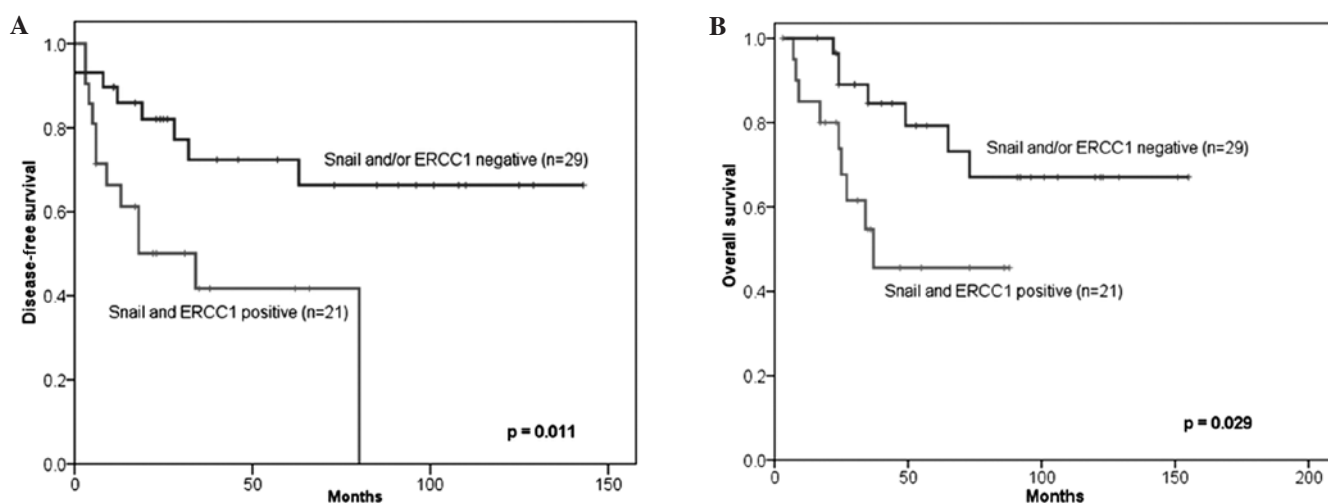 A
Disease-free survival
1.0
0.8
0.6
0.4
0.2
0.0
Snail and/or ERCC1 negative (n=29)
Snail and ERCC1 positive (n=21)
p = 0.011
0
50
100
150
Months
B
Overall survival
1.0
0.8
0.6
0.4
0.2
0.0
Snail and/or ERCC1 negative (n=29)
Snail and ERCC1 positive (n=21)
p = 0.029
0
50
100
150
200
Months